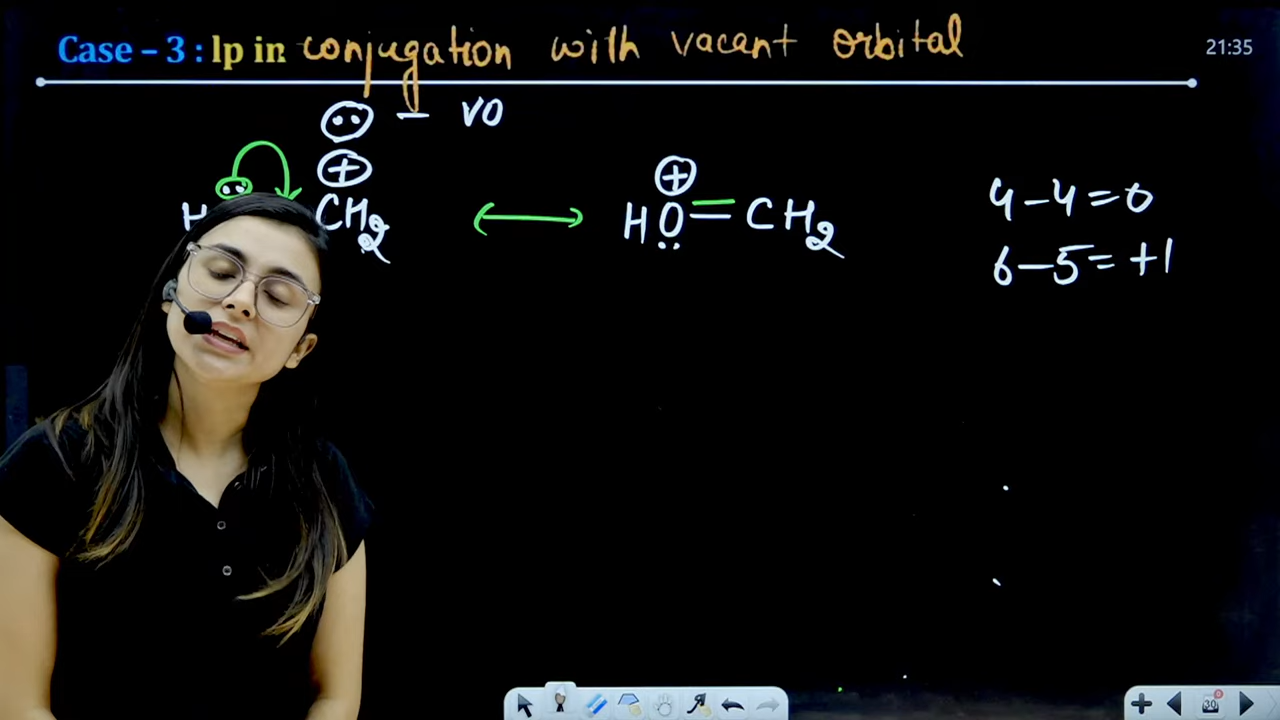 Case – 3 : lp in conjugation with vacant orbital
21:35
⊕ – VO
H CH₂ ⟷ HO=CH₂
⊕
4–4=0
6–5=+1
30